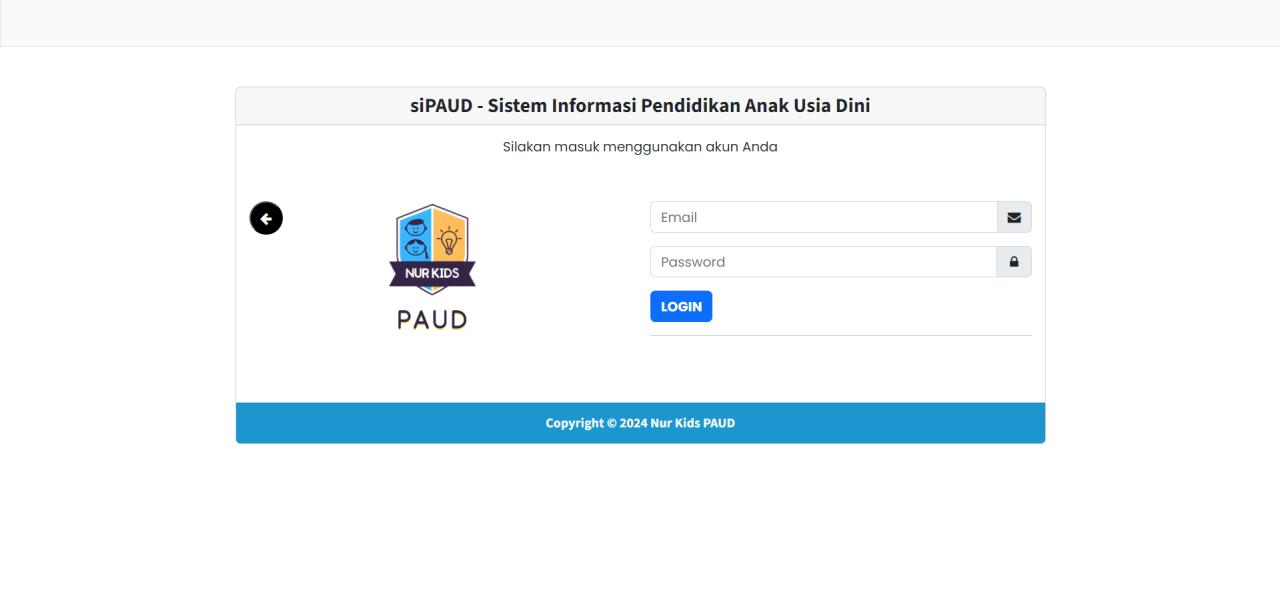 siPAUD - Sistem Informasi Pendidikan Anak Usia Dini
Silakan masuk menggunakan akun Anda
NUR KIDS
PAUD
Email
Password
LOGIN
Copyright © 2024 Nur Kids PAUD